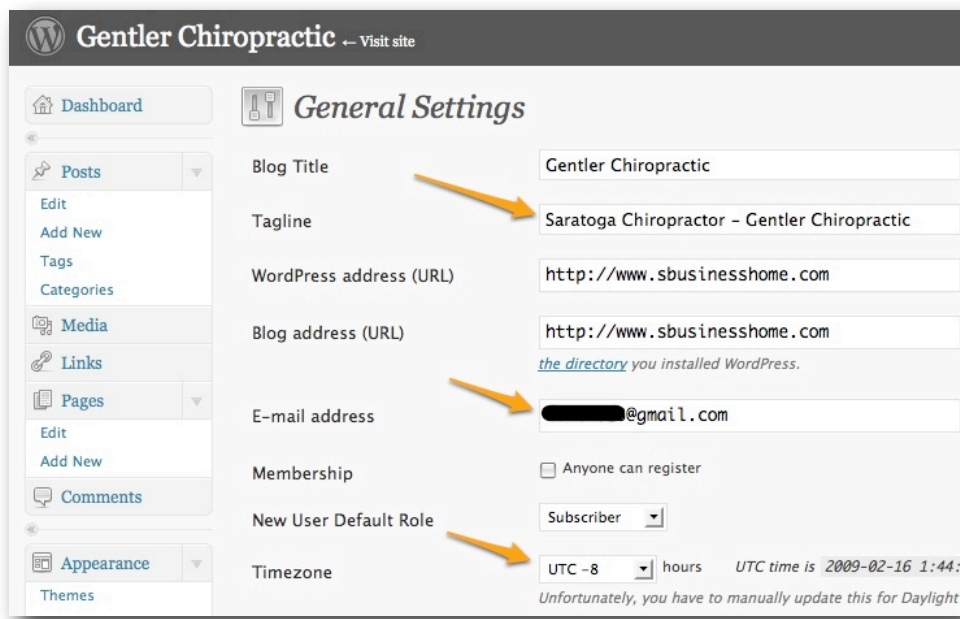 Gentler Chiropractic ← Visit site
Dashboard
General Settings
Posts
Edit
Add New
Tags
Categories
Media
Links
Pages
Edit
Add New
Comments
Appearance
Themes
Blog Title Gentler Chiropractic
Tagline Saratoga Chiropractor – Gentler Chiropractic
WordPress address (URL) http://www.sbusinesshome.com
Blog address (URL) http://www.sbusinesshome.com
the directory you installed WordPress.
E-mail address @gmail.com
Membership Anyone can register
New User Default Role Subscriber
Timezone UTC -8 hours UTC time is 2009-02-16 1:44:
Unfortunately, you have to manually update this for Daylight